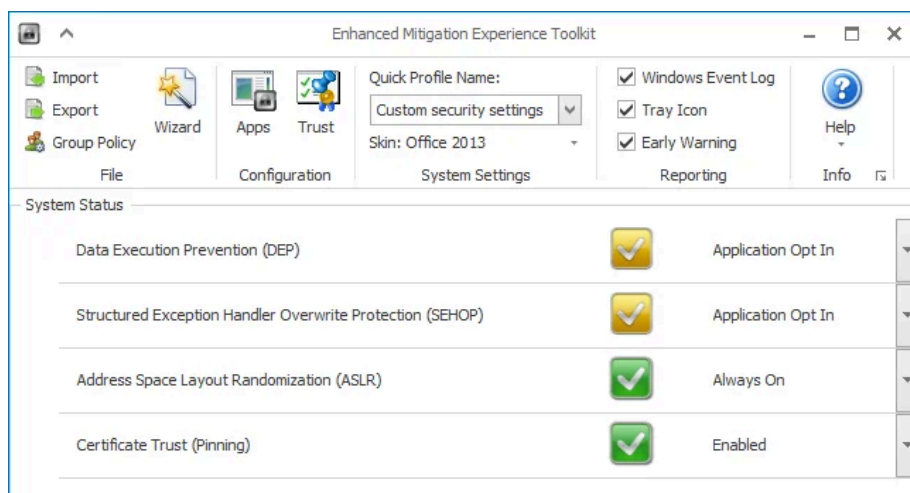 Enhanced Mitigation Experience Toolkit
Import
Export
Group Policy
Wizard
File
Apps
Trust
Configuration
Quick Profile Name:
Custom security settings
Skin: Office 2013
System Settings
Windows Event Log
Tray Icon
Early Warning
Reporting
Help
Info
System Status
Data Execution Prevention (DEP) Application Opt In
Structured Exception Handler Overwrite Protection (SEHOP) Application Opt In
Address Space Layout Randomization (ASLR) Always On
Certificate Trust (Pinning) Enabled